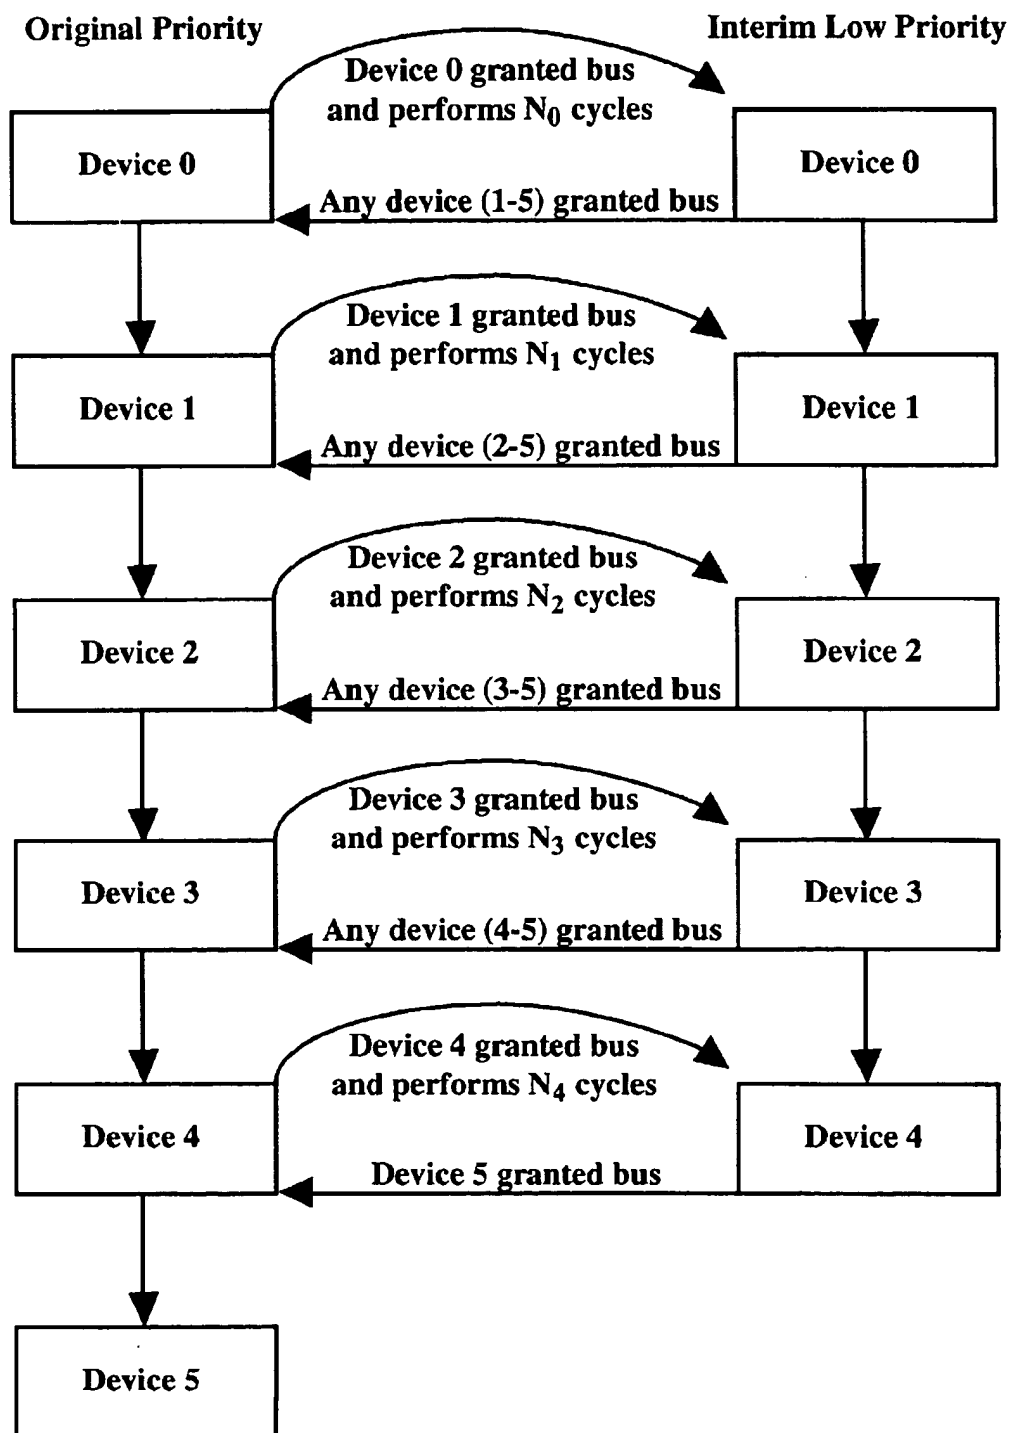 Original Priority
Interim Low Priority
Device 0 granted bus
and performs N₀ cycles
Device 0
Device 0
Any device (1-5) granted bus
Device 1 granted bus
and performs N₁ cycles
Device 1
Device 1
Any device (2-5) granted bus
Device 2 granted bus
and performs N₂ cycles
Device 2
Device 2
Any device (3-5) granted bus
Device 3 granted bus
and performs N₃ cycles
Device 3
Device 3
Any device (4-5) granted bus
Device 4 granted bus
and performs N₄ cycles
Device 4
Device 4
Device 5 granted bus
Device 5